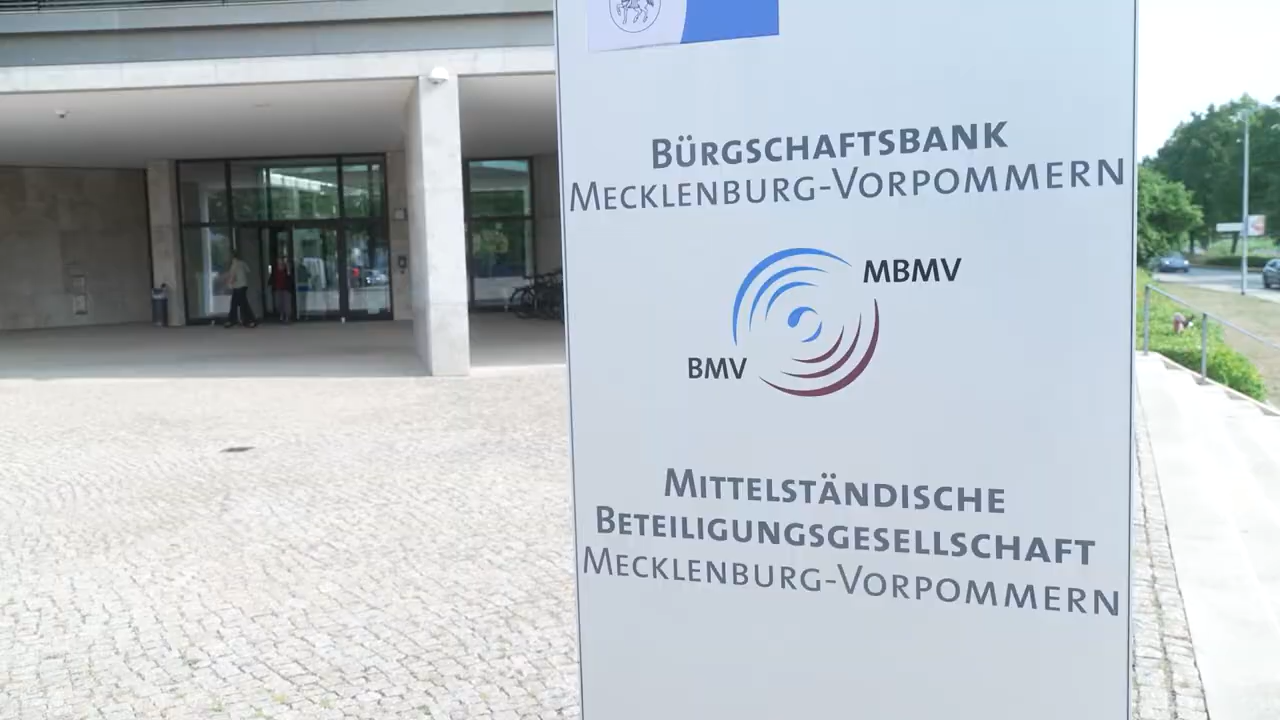 BÜRGSCHAFTSBANK
MECKLENBURG-VORPOMMERN
MBMV
BMV
MITTELSTÄNDISCHE
BETEILIGUNGSGESELLSCHAFT
MECKLENBURG-VORPOMMERN